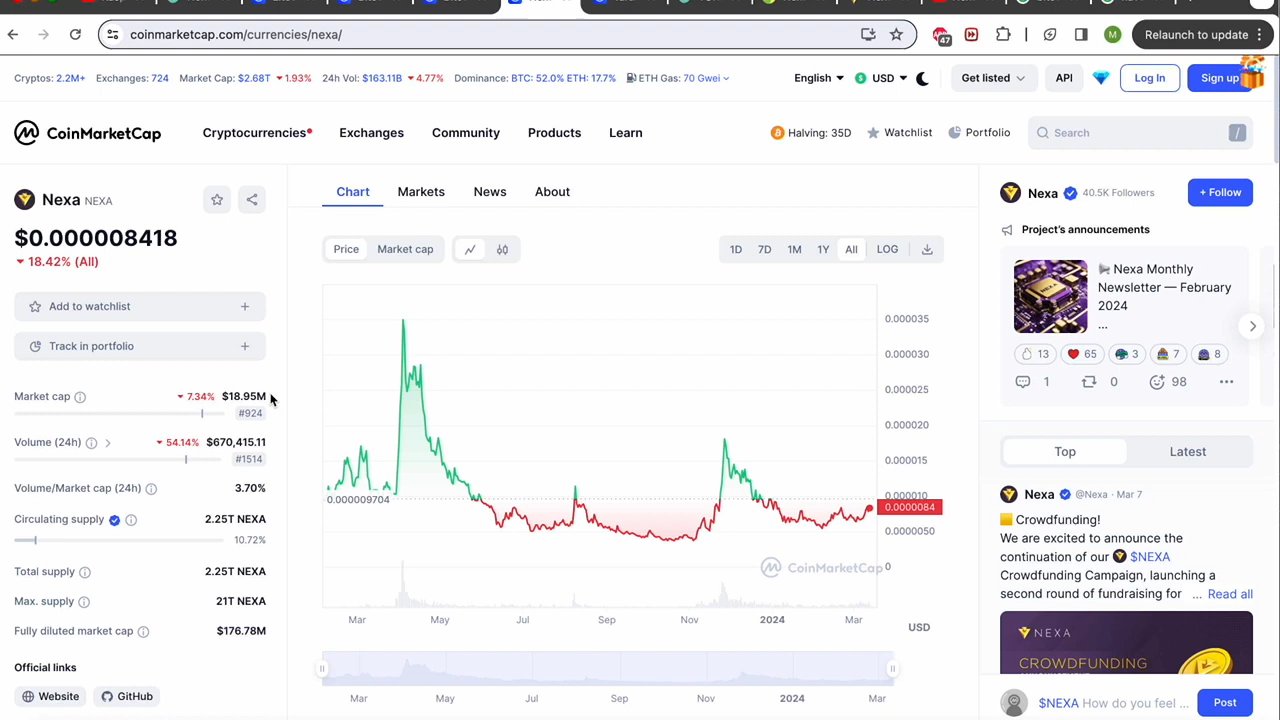 coinmarketcap.com/currencies/nexa/
47
M
Relaunch to update
Cryptos: 2.2M+ Exchanges: 724 Market Cap: $2.68T 1.93% 24h Vol: $163.11B 4.77% Dominance: BTC: 52.0% ETH: 17.7% ETH Gas: 70 Gwei
English
USD
Get listed
API
Log In
Sign up
CoinMarketCap
Cryptocurrencies
Exchanges
Community
Products
Learn
Halving: 35D
Watchlist
Portfolio
Search
/
Nexa NEXA
$0.000008418
18.42% (All)
Add to watchlist +
Track in portfolio +
Market cap 7.34% $18.95M
#924
Volume (24h) 54.14% $670,415.11
#1514
Volume/Market cap (24h) 3.70%
Circulating supply 2.25T NEXA
10.72%
Total supply 2.25T NEXA
Max. supply 21T NEXA
Fully diluted market cap $176.78M
Official links
Website
GitHub
Chart
Markets
News
About
Price
Market cap
1D 7D 1M 1Y All LOG
0.000035
0.000030
0.000025
0.000020
0.000015
0.000010
0.000009704
0.0000084
0.0000050
CoinMarketCap
0
Mar May Jul Sep Nov 2024 Mar
USD
Mar May Jul Sep Nov 2024 Mar
Nexa 40.5K Followers
+ Follow
Project's announcements
Nexa Monthly
Newsletter — February
2024
...
13 65 3 7 8
1 0 98
Top
Latest
Nexa @Nexa · Mar 7
Crowdfunding!
We are excited to announce the
continuation of our $NEXA
Crowdfunding Campaign, launching a
second round of fundraising for ... Read all
NEXA
CROWDFUNDING
$NEXA How do you feel ...
Post